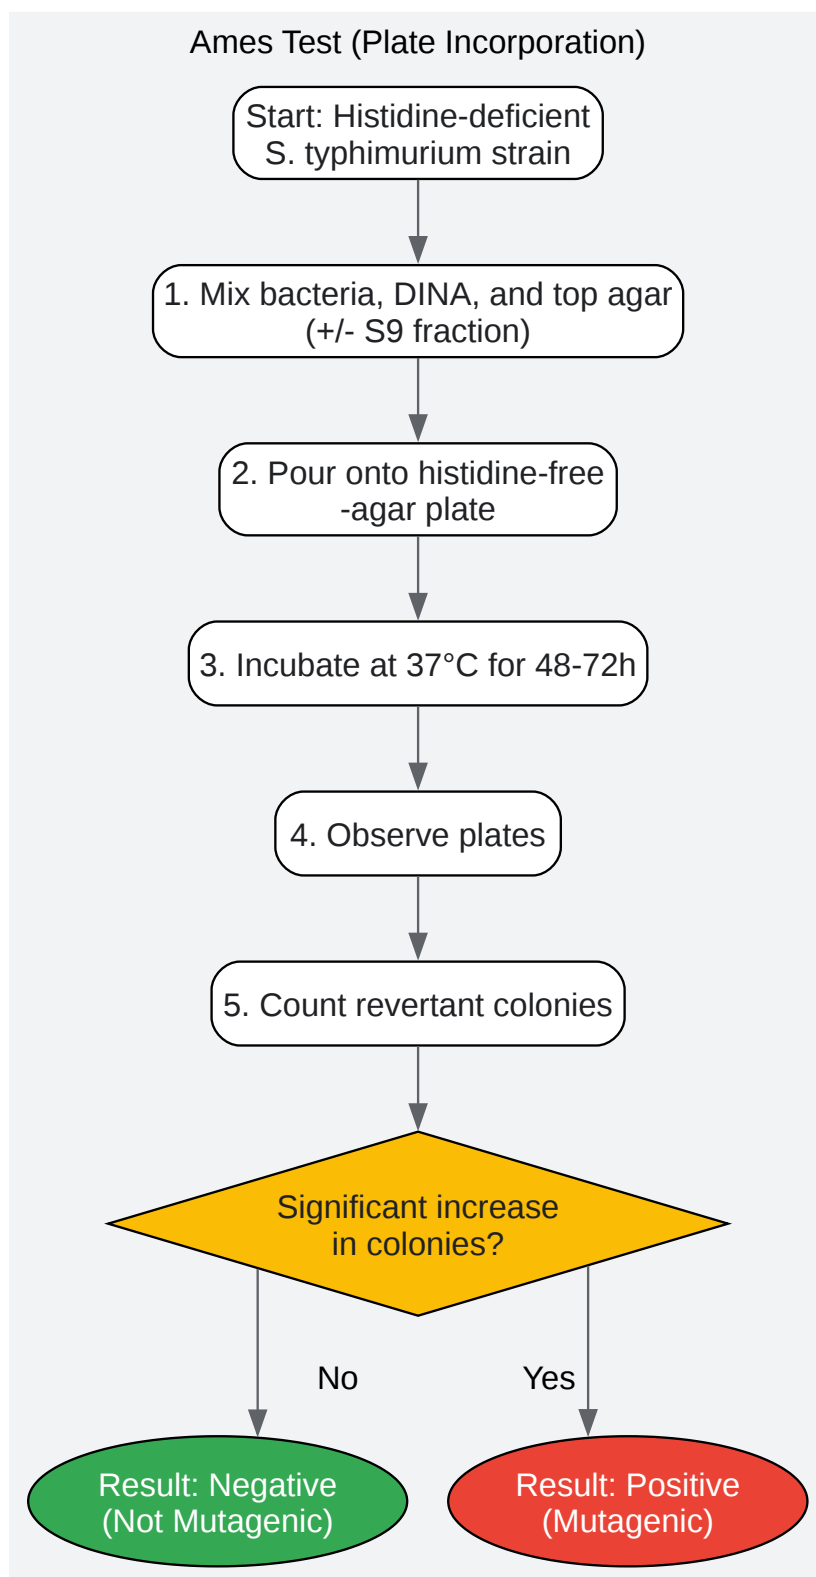 Ames Test (Plate Incorporation)
Start: Histidine-deficient
S. typhimurium strain
1. Mix bacteria, DINA, and top agar
(+/- S9 fraction)
2. Pour onto histidine-free
-agar plate
3. Incubate at 37°C for 48-72h
4. Observe plates
5. Count revertant colonies
Significant increase
in colonies?
No
Yes
Result: Negative
(Not Mutagenic)
Result: Positive
(Mutagenic)